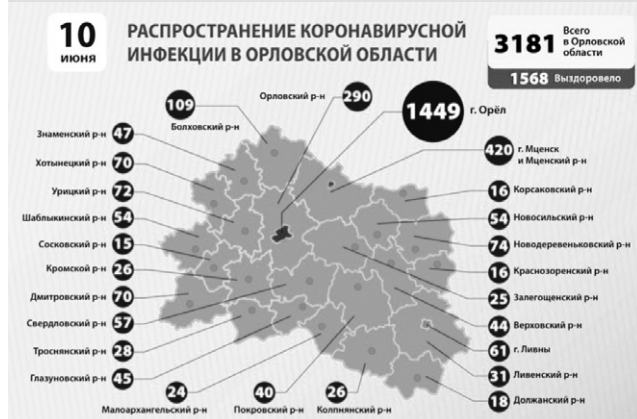 10
июня
РАСПРОСТРАНЕНИЕ КОРОНАВИРУСНОЙ
ИНФЕКЦИИ В ОРЛОВСКОЙ ОБЛАСТИ
3181 Всего
в Орловской
области
1568 Выздоровело
109
Болховский р-н
Орловский р-н 290
1449 г. Орёл
Знаменский р-н 47
Хотынецкий р-н 70
Урицкий р-н 72
Шаблыкинский р-н 54
Сосковский р-н 15
Кромской р-н 26
Дмитровский р-н 70
Свердловский р-н 57
Троснянский р-н 28
Глазуновский р-н 45
420 г. Мценск
и Мценский р-н
16 Корсаковский р-н
54 Новосильский р-н
74 Новодеревеньковский р-н
16 Краснозоренский р-н
25 Залегощенский р-н
44 Верховский р-н
61 г. Ливны
31 Ливенский р-н
18 Должанский р-н
24
Малоархангельский р-н
40
Покровский р-н
26
Колпнянский р-н